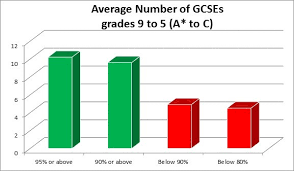 Average Number of GCSEs
grades 9 to 5 (A* to C)
12
10
8
6
4
2
0
95% or above
90% or above
Below 90%
Below 80%